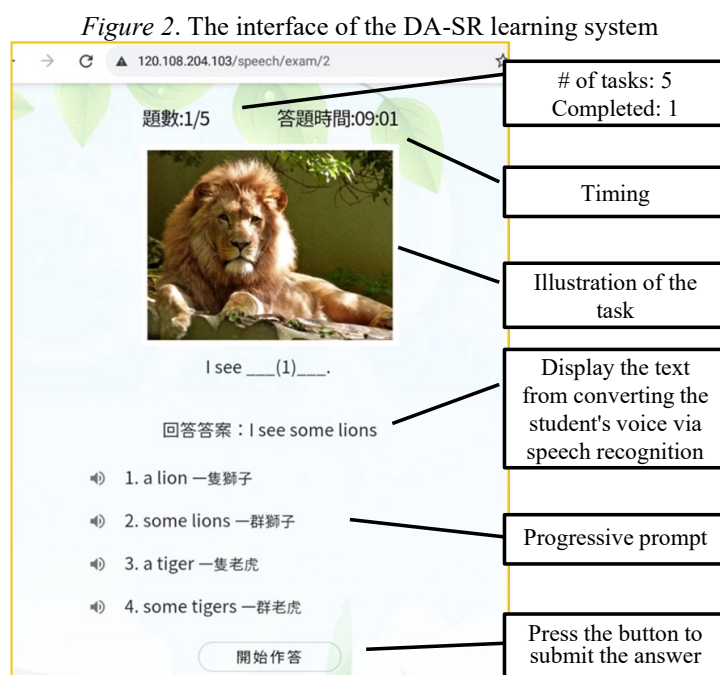 Figure 2. The interface of the DA-SR learning system
120.108.204.103/speech/exam/2
題數:1/5 答題時間:09:01
# of tasks: 5
Completed: 1
Timing
Illustration of the
task
I see ___(1)___.
Display the text
from converting the
student's voice via
speech recognition
回答答案：I see some lions
1. a lion 一隻獅子
2. some lions 一群獅子
Progressive prompt
3. a tiger 一隻老虎
4. some tigers 一群老虎
開始作答
Press the button to
submit the answer